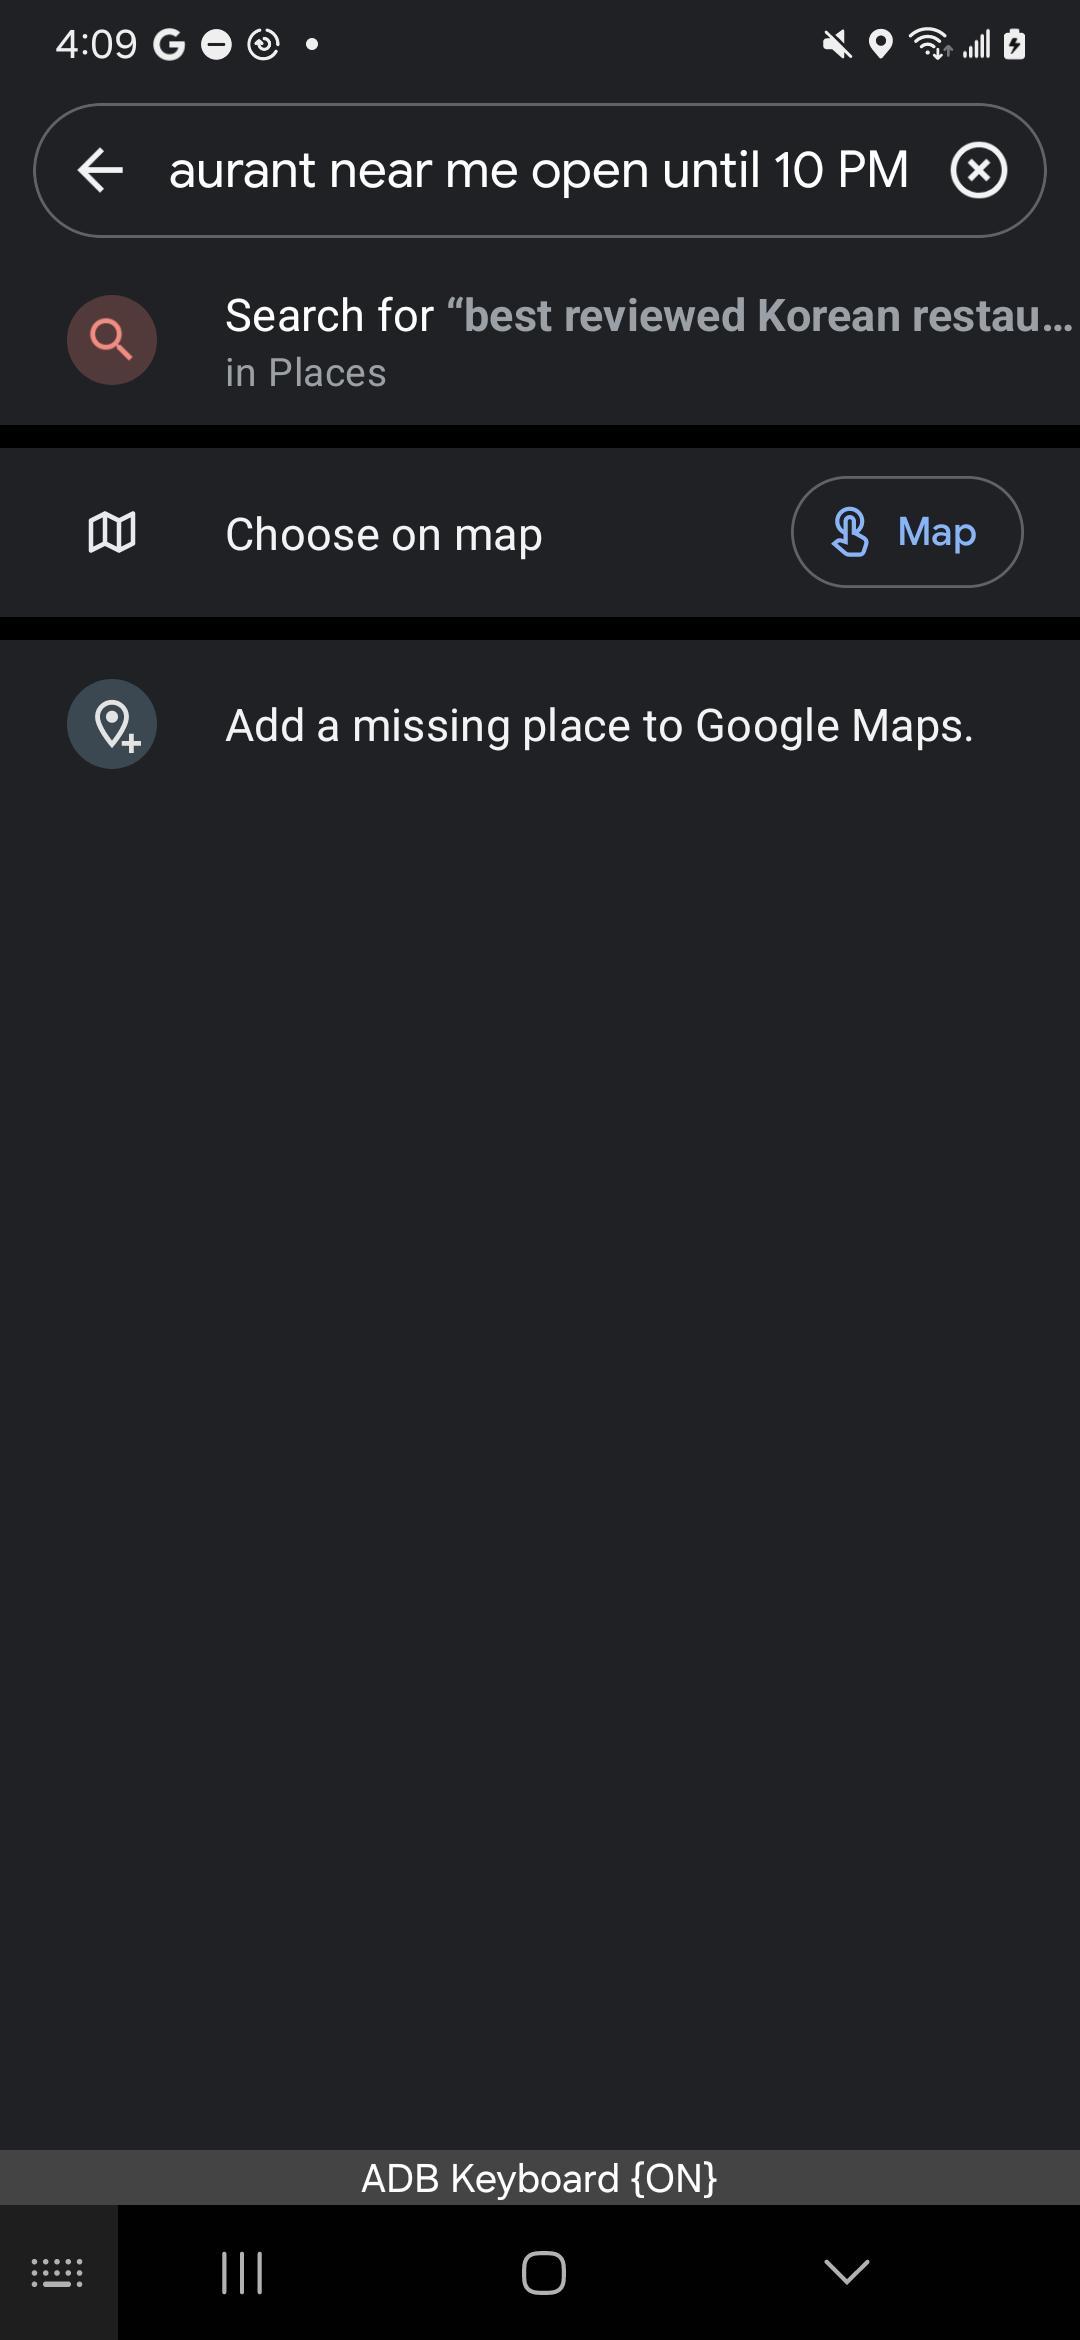 4:09
aurant near me open until 10 PM
Search for “best reviewed Korean restau...
in Places
Choose on map
Map
Add a missing place to Google Maps.
ADB Keyboard {ON}